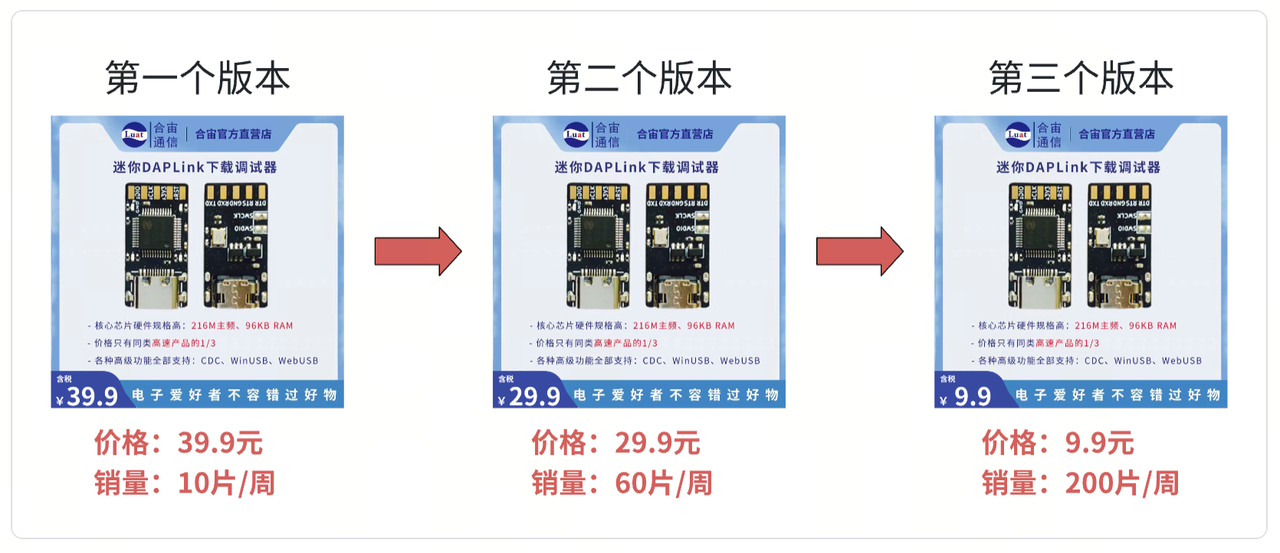 第一个版本
Luat 合宙通信 合宙官方直营店
迷你DAPLink下载调试器
DTR RTS GND RXD TXD
SWCLK
SWDIO
- 核心芯片硬件规格高：216M主频、96KB RAM
- 价格只有同类高速产品的1/3
- 各种高级功能全部支持：CDC、WinUSB、WebUSB
含税
¥39.9 电子爱好者不容错过好物
价格：39.9元
销量：10片/周
第二个版本
Luat 合宙通信 合宙官方直营店
迷你DAPLink下载调试器
DTR RTS GND RXD TXD
SWCLK
SWDIO
- 核心芯片硬件规格高：216M主频、96KB RAM
- 价格只有同类高速产品的1/3
- 各种高级功能全部支持：CDC、WinUSB、WebUSB
含税
¥29.9 电子爱好者不容错过好物
价格：29.9元
销量：60片/周
第三个版本
Luat 合宙通信 合宙官方直营店
迷你DAPLink下载调试器
DTR RTS GND RXD TXD
SWCLK
SWDIO
- 核心芯片硬件规格高：216M主频、96KB RAM
- 价格只有同类高速产品的1/3
- 各种高级功能全部支持：CDC、WinUSB、WebUSB
含税
¥9.9 电子爱好者不容错过好物
价格：9.9元
销量：200片/周